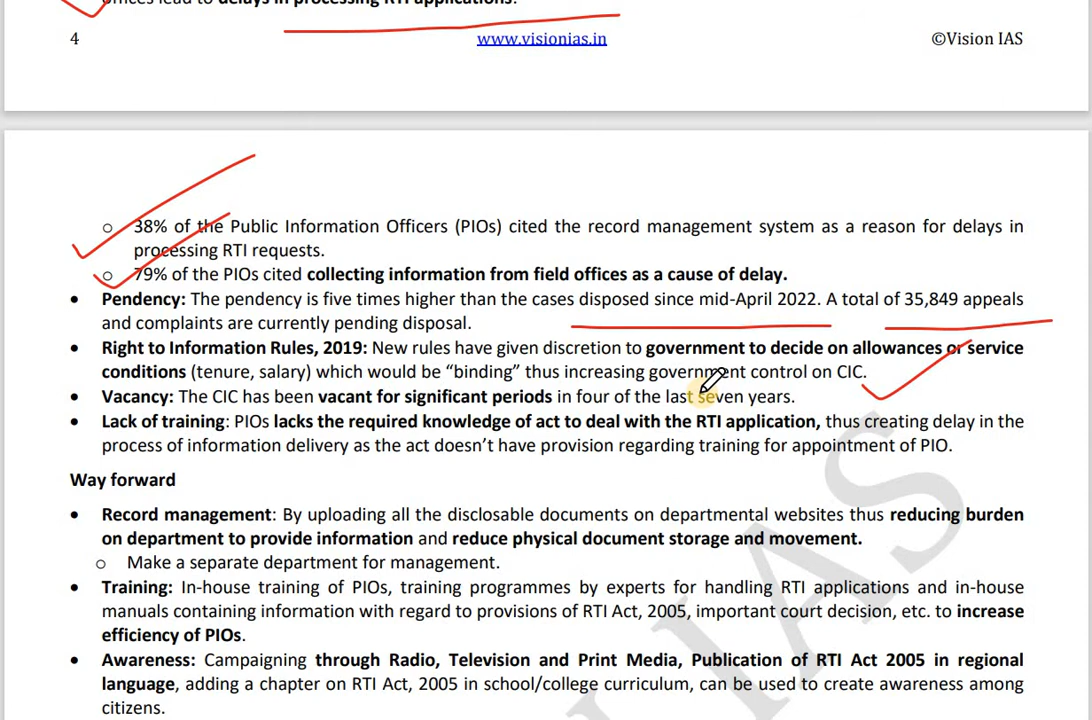 offices lead to delays in processing RTI applications.
4 www.visionias.in ©Vision IAS
o 38% of the Public Information Officers (PIOs) cited the record management system as a reason for delays in
processing RTI requests.
o 79% of the PIOs cited collecting information from field offices as a cause of delay.
• Pendency: The pendency is five times higher than the cases disposed since mid-April 2022. A total of 35,849 appeals
and complaints are currently pending disposal.
• Right to Information Rules, 2019: New rules have given discretion to government to decide on allowances or service
conditions (tenure, salary) which would be “binding” thus increasing government control on CIC.
• Vacancy: The CIC has been vacant for significant periods in four of the last seven years.
• Lack of training: PIOs lacks the required knowledge of act to deal with the RTI application, thus creating delay in the
process of information delivery as the act doesn’t have provision regarding training for appointment of PIO.
Way forward
• Record management: By uploading all the disclosable documents on departmental websites thus reducing burden
on department to provide information and reduce physical document storage and movement.
o Make a separate department for management.
• Training: In-house training of PIOs, training programmes by experts for handling RTI applications and in-house
manuals containing information with regard to provisions of RTI Act, 2005, important court decision, etc. to increase
efficiency of PIOs.
• Awareness: Campaigning through Radio, Television and Print Media, Publication of RTI Act 2005 in regional
language, adding a chapter on RTI Act, 2005 in school/college curriculum, can be used to create awareness among
citizens.
IAS